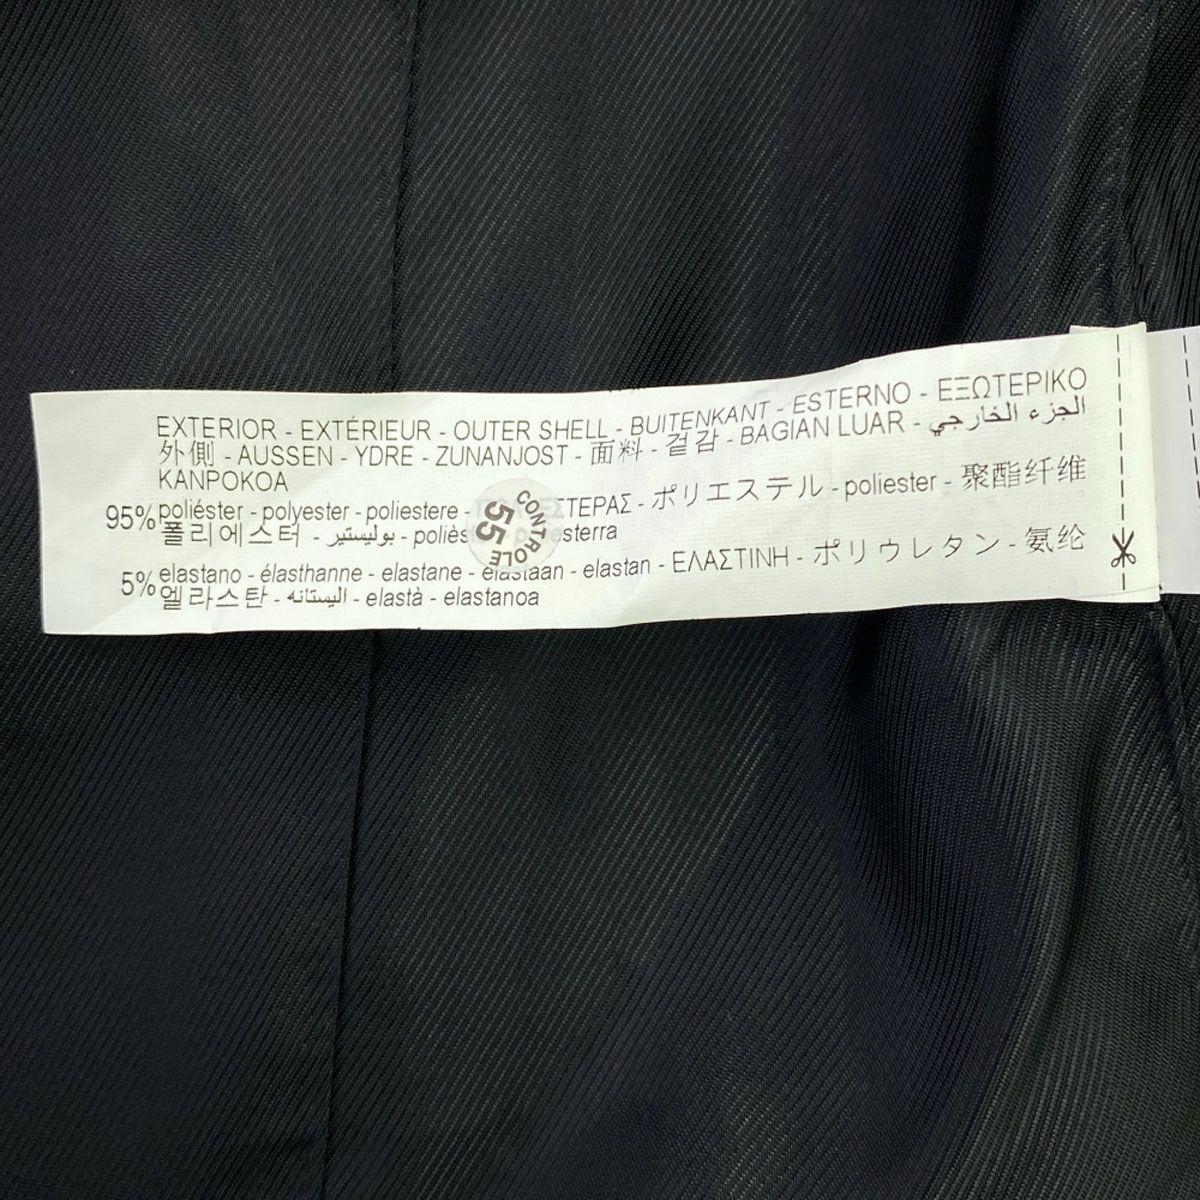 EXTERIOR - EXTÉRIEUR - OUTER SHELL - BUITENKANT - ESTERNO - ΕΞΩΤΕΡΙΚΟ
外側 - AUSSEN - YDRE - ZUNANJOST - 面料 - 겉감 - BAGIAN LUAR - الجزء الخارجي
KANPOKOA
95% poliéster - polyester - poliestere - ポリエステル - poliester - 聚酯纤维
폴리에스터 - بوليستير -
5% elastano - élasthanne - elastane - elastaan - elastan - ΕΛΑΣΤΙΝΗ - ポリウレタン - 氨纶
엘라스탄 - اليستانه - elastà - elastanoa
CONTROLE
55